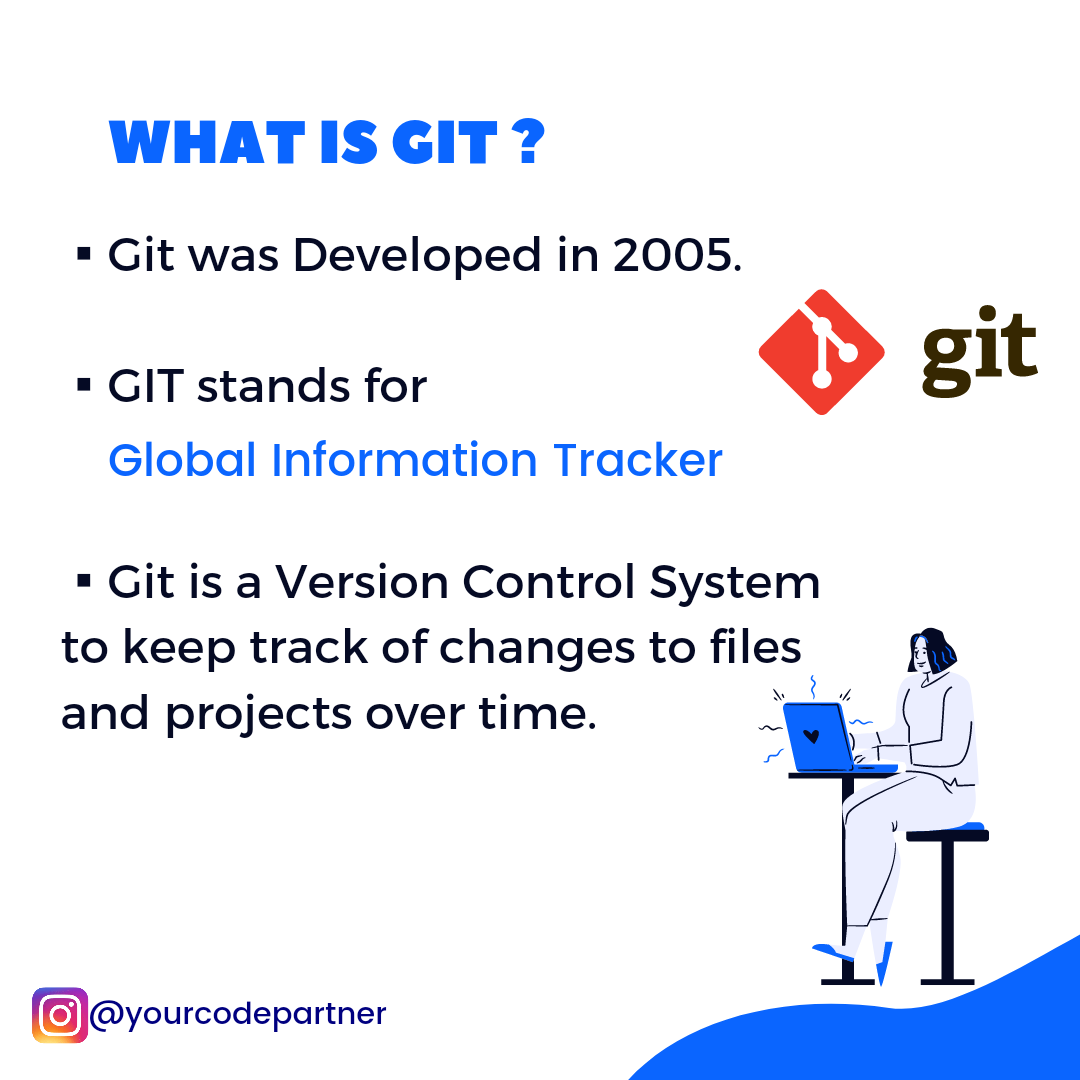 WHAT IS GIT ?
▪ Git was Developed in 2005.
git
▪ GIT stands for
Global Information Tracker
▪ Git is a Version Control System
to keep track of changes to files
and projects over time.
@yourcodepartner